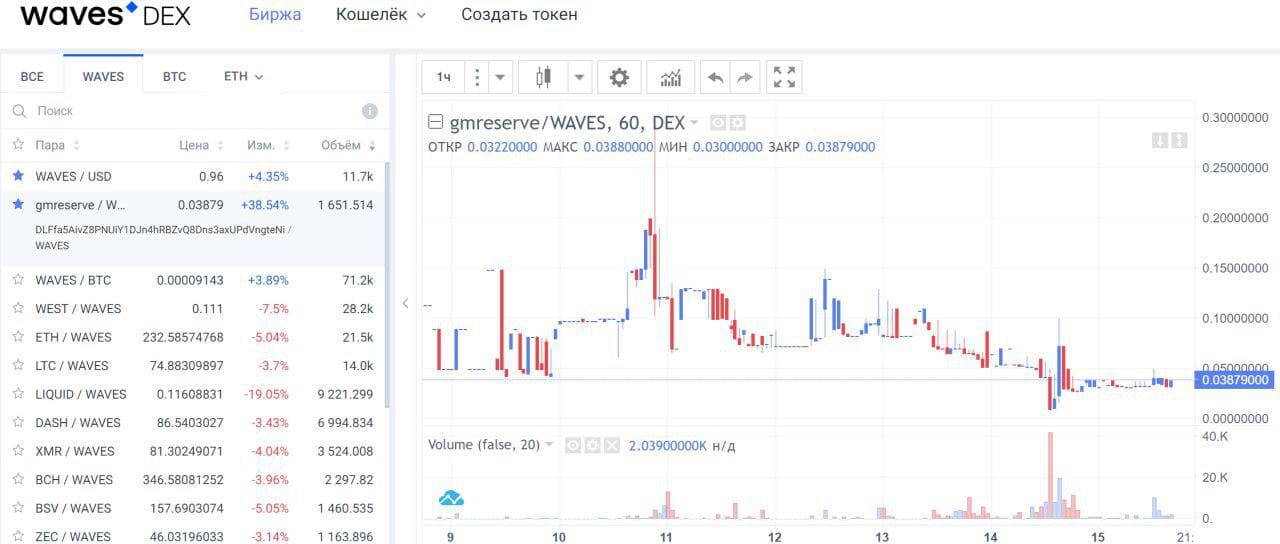 waves DEX
Биржа Кошелёк Создать токен
ВСЕ WAVES BTC ETH
Поиск
Пара Цена Изм. Объём
WAVES / USD 0.96 +4.35% 11.7k
gmreserve / W... 0.03879 +38.54% 1 651.514
DLFfa5AivZ8PNUiY1DJn4hRBZvQ8Dns3axUPdVngteNi /
WAVES
WAVES / BTC 0.00009143 +3.89% 71.2k
WEST / WAVES 0.111 -7.5% 28.2k
ETH / WAVES 232.58574768 -5.04% 21.5k
LTC / WAVES 74.88309897 -3.7% 14.0k
LIQUID / WAVES 0.11608831 -19.05% 9 221.299
DASH / WAVES 86.5403027 -3.43% 6 994.834
XMR / WAVES 81.30249071 -4.04% 3 524.008
BCH / WAVES 346.58081252 -3.96% 2 297.82
BSV / WAVES 157.6903074 -5.05% 1 460.535
ZEC / WAVES 46.03196033 -3.14% 1 163.896
1ч
gmreserve/WAVES, 60, DEX
ОТКР 0.03220000 МАКС 0.03880000 МИН 0.03000000 ЗАКР 0.03879000
0.30000000
0.25000000
0.20000000
0.15000000
0.10000000
0.05000000
0.03879000
0.00000000
Volume (false, 20) 2.03900000K н/д
40.K
20.K
0.
9 10 11 12 13 14 15 21: